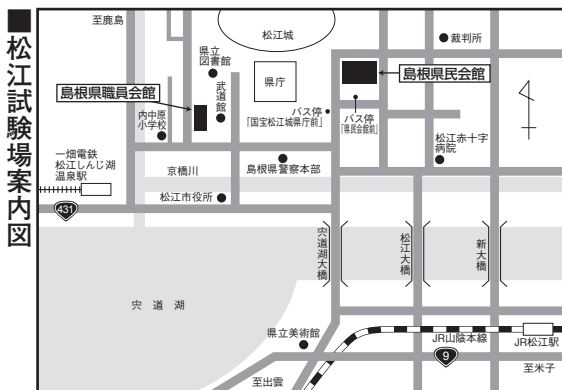 ■松江試験場案内図
至鹿島
松江城
裁判所
県立
図書館
県庁
島根県民会館
島根県職員会館
武道館
バス停
「国宝松江城県庁前」
バス停
「県民会館前」
内中原
小学校
松江赤十字
病院
一畑電鉄
松江しんじ湖
温泉駅
京橋川
島根県警察本部
松江市役所
431
宍道湖大橋
松江大橋
新大橋
宍道湖
県立美術館
JR山陰本線
JR松江駅
9
至出雲
至米子